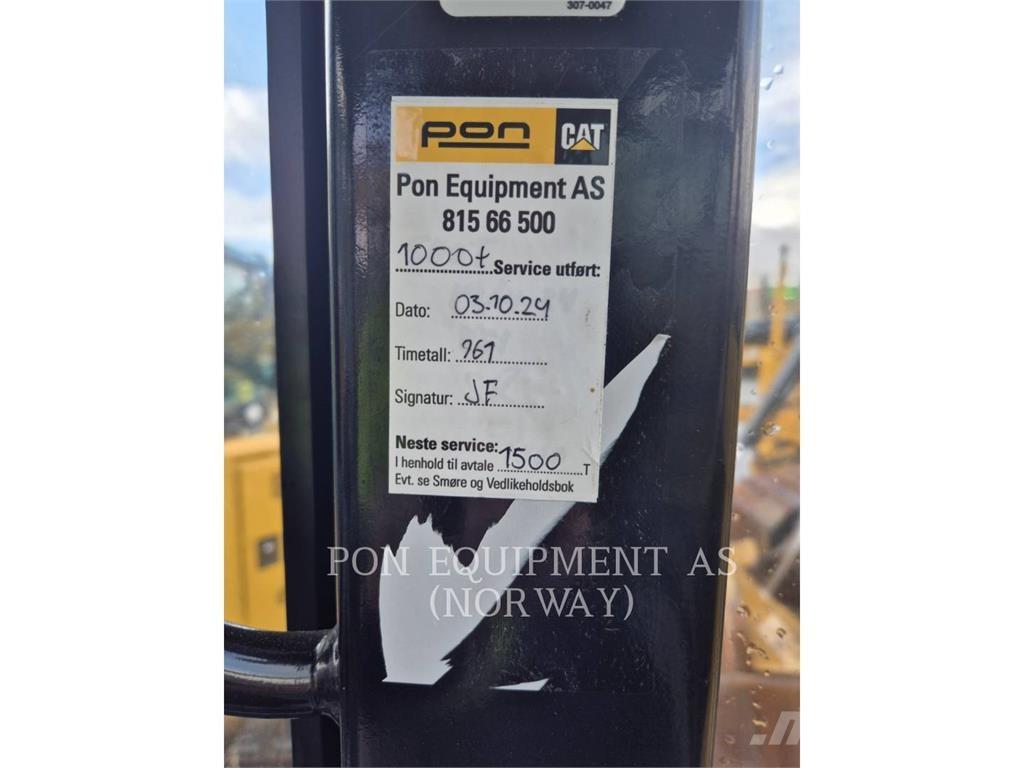 307-0047
pon CAT
Pon Equipment AS
815 66 500
1000t Service utført:
Dato: 03.10.24
Timetall: 961
Signatur: JF
Neste service:
I henhold til avtale 1500 T
Evt. se Smøre og Vedlikeholdsbok
PON EQUIPMENT AS
(NORWAY)